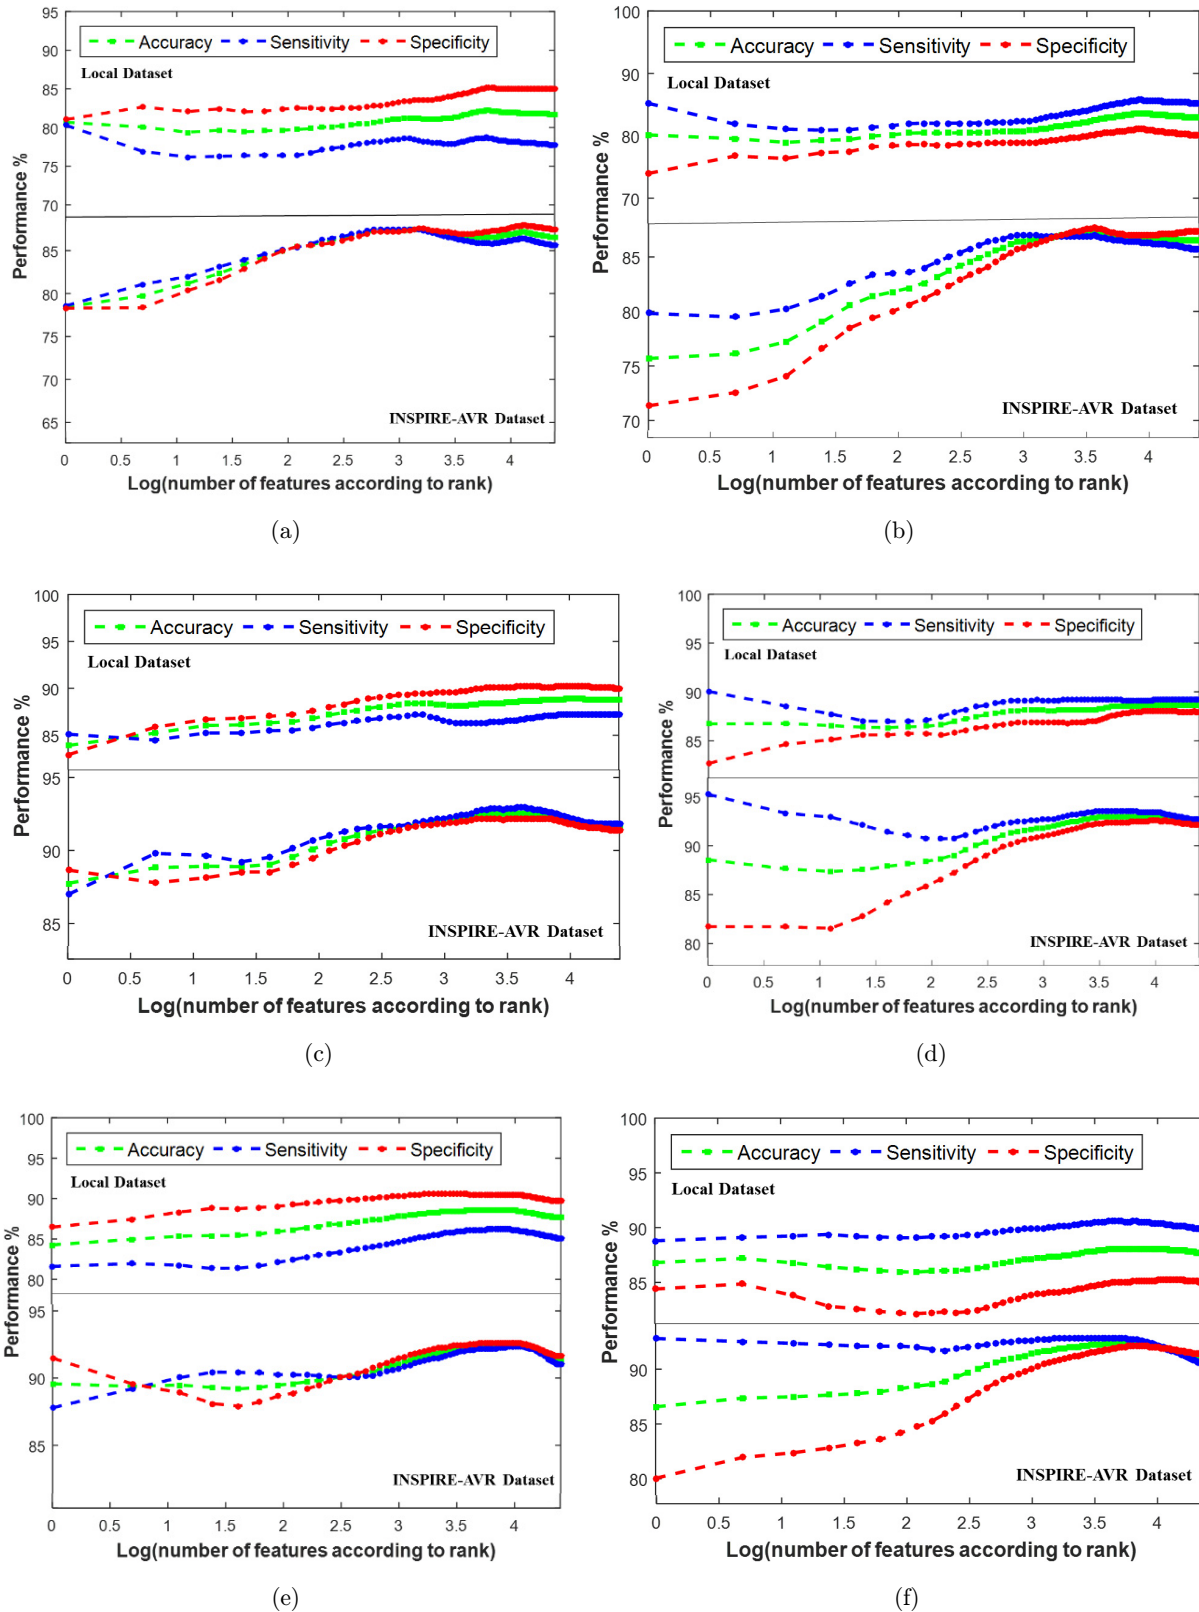 95
90
85
80
75
70
85
80
75
70
65
Performance %
Accuracy Sensitivity Specificity
Local Dataset
INSPIRE-AVR Dataset
0 0.5 1 1.5 2 2.5 3 3.5 4
Log(number of features according to rank)
(a)
100
90
80
70
85
80
75
70
Performance %
Accuracy Sensitivity Specificity
Local Dataset
INSPIRE-AVR Dataset
0 0.5 1 1.5 2 2.5 3 3.5 4
Log(number of features according to rank)
(b)
100
95
90
85
95
90
85
Performance %
Accuracy Sensitivity Specificity
Local Dataset
INSPIRE-AVR Dataset
0 0.5 1 1.5 2 2.5 3 3.5 4
Log(number of features according to rank)
(c)
100
95
90
85
95
90
85
80
Performance %
Accuracy Sensitivity Specificity
Local Dataset
INSPIRE-AVR Dataset
0 0.5 1 1.5 2 2.5 3 3.5 4
Log(number of features according to rank)
(d)
100
95
90
85
80
95
90
85
Performance %
Accuracy Sensitivity Specificity
Local Dataset
INSPIRE-AVR Dataset
0 0.5 1 1.5 2 2.5 3 3.5 4
Log(number of features according to rank)
(e)
100
95
90
85
90
85
80
Performance %
Accuracy Sensitivity Specificity
Local Dataset
INSPIRE-AVR Dataset
0 0.5 1 1.5 2 2.5 3 3.5 4
Log(number of features according to rank)
(f)